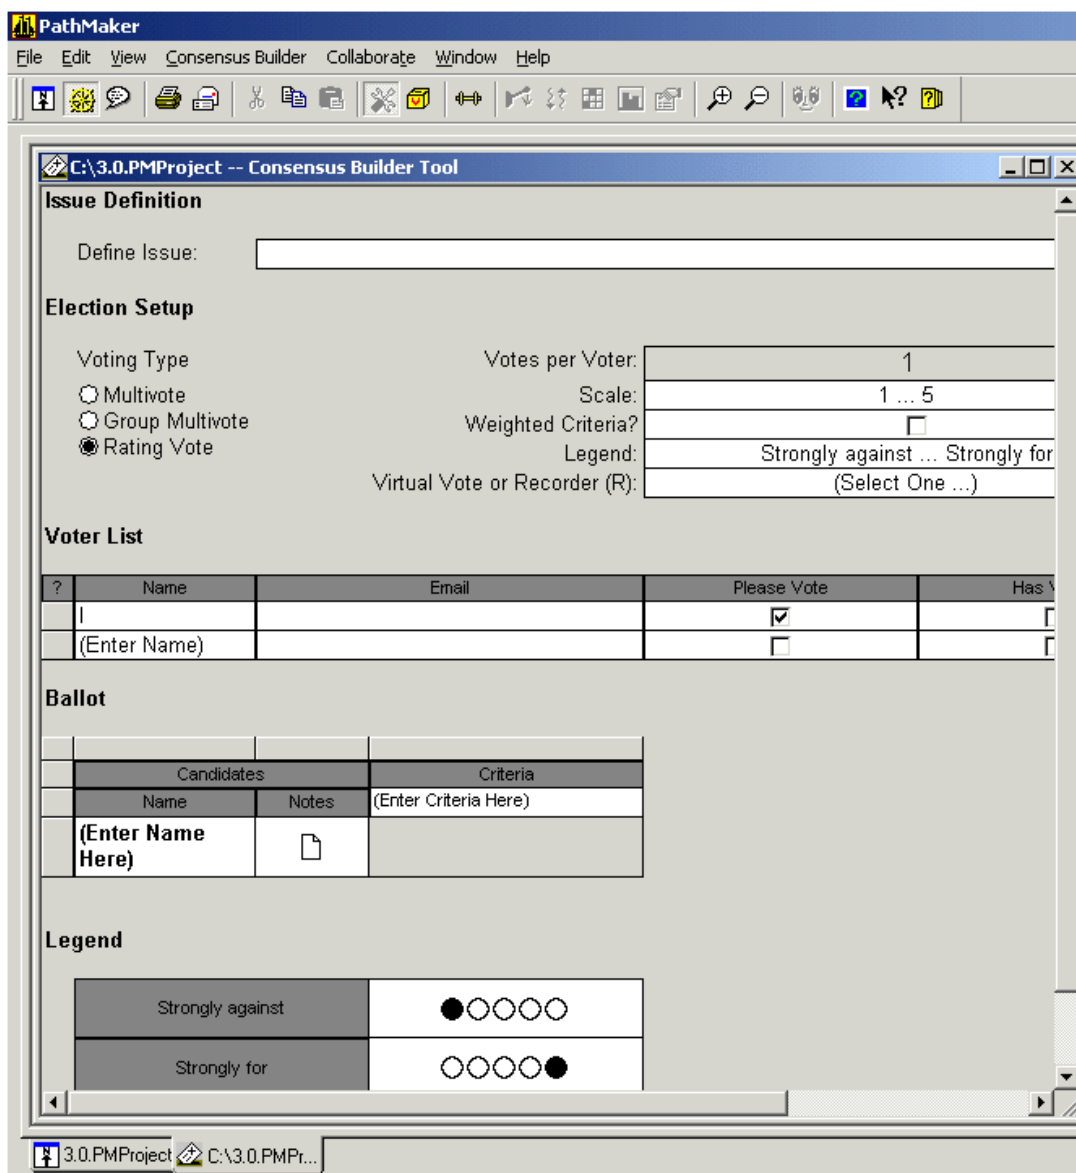 PathMaker
File Edit View Consensus Builder Collaborate Window Help
C:\3.0.PMProject -- Consensus Builder Tool
Issue Definition
Define Issue:
Election Setup
Voting Type
Votes per Voter: 1
Multivote
Scale: 1 ... 5
Group Multivote
Weighted Criteria?
Rating Vote
Legend: Strongly against ... Strongly for
Virtual Vote or Recorder (R): (Select One ...)
Voter List
? Name Email Please Vote Has
(Enter Name)
Ballot
Candidates Criteria
Name Notes (Enter Criteria Here)
(Enter Name
Here)
Legend
Strongly against
Strongly for
3.0.PMProject C:\3.0.PMPr...